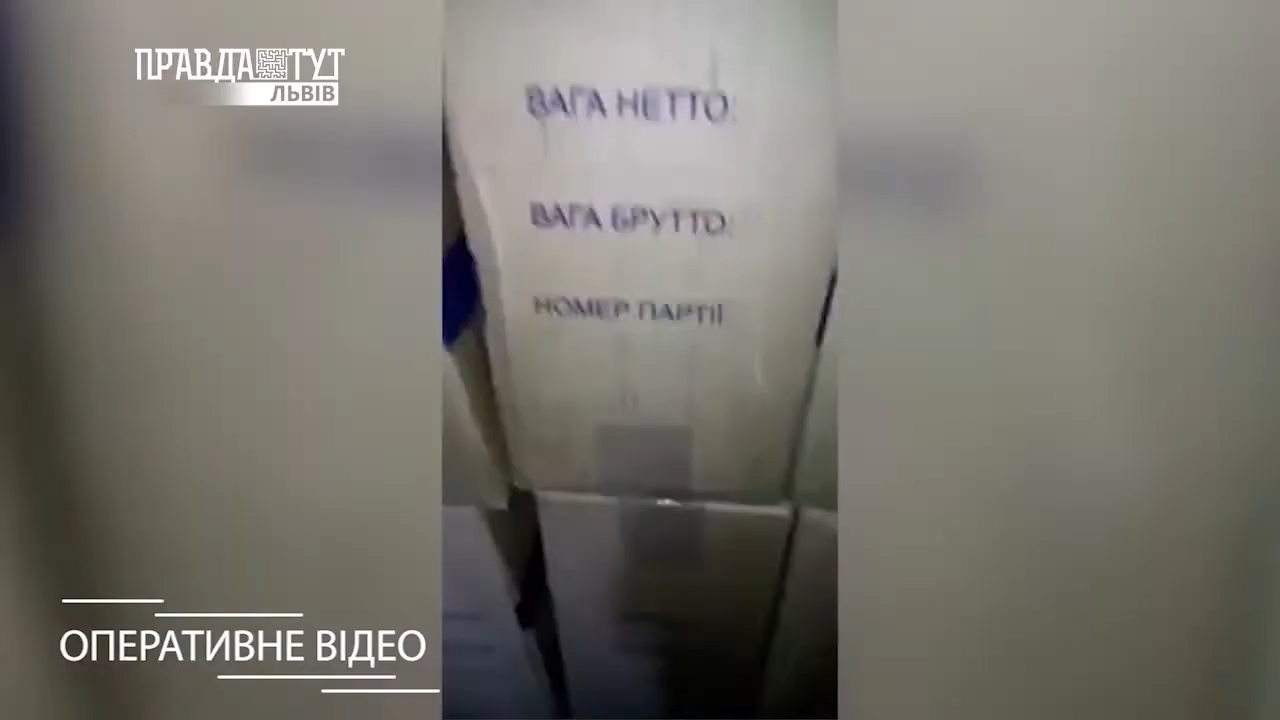 ПРАВДА ТУТ
ЛЬВІВ
ВАГА НЕТТО:
ВАГА БРУТТО:
НОМЕР ПАРТІЇ
ОПЕРАТИВНЕ ВІДЕО